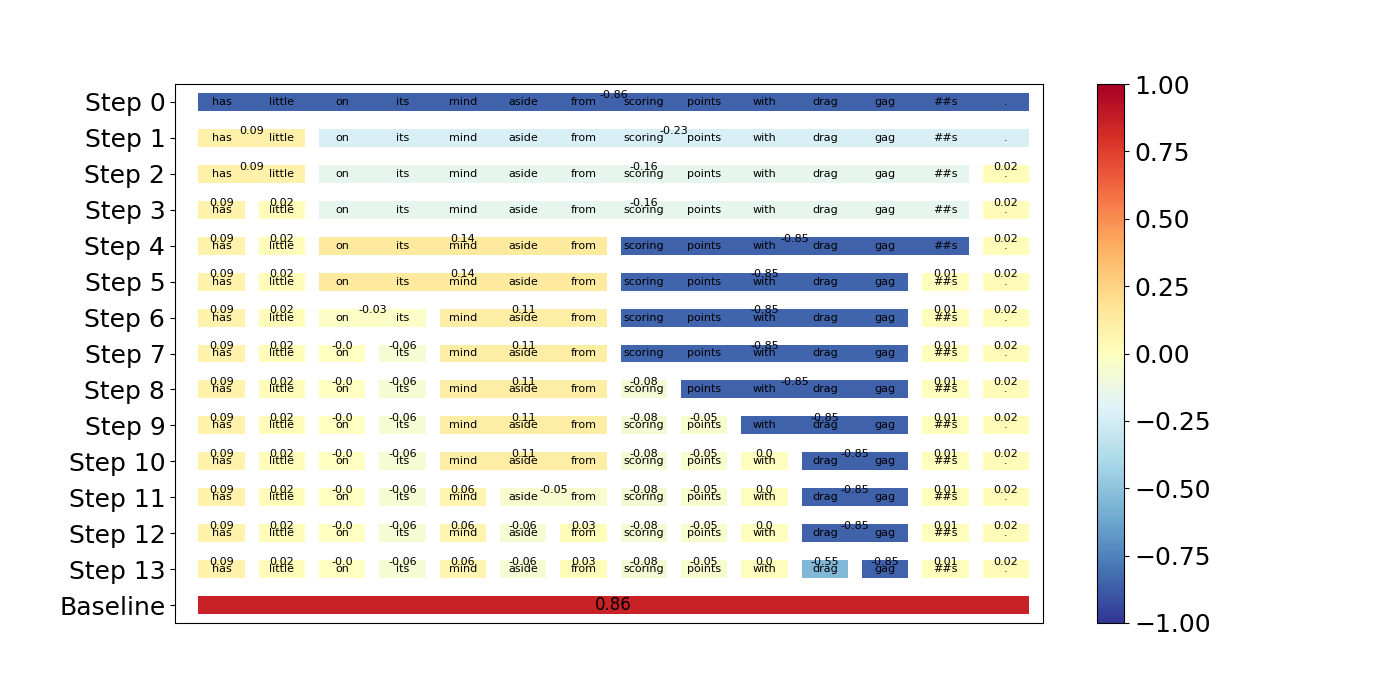 Step 0 has little on its mind aside from -0.86 scoring points with drag gag ##s .
0.09 -0.23
Step 1 has little on its mind aside from scoring points with drag gag ##s .
0.09 -0.16 0.02
Step 2 has little on its mind aside from scoring points with drag gag ##s .
0.09 0.02 -0.16 0.02
Step 3 has little on its mind aside from scoring points with drag gag ##s .
0.09 0.02 0.14 -0.85 0.02
Step 4 has little on its mind aside from scoring points with drag gag ##s .
0.09 0.02 0.14 -0.85 0.01 0.02
Step 5 has little on its mind aside from scoring points with drag gag ##s .
0.09 0.02 -0.03 0.11 -0.85 0.01 0.02
Step 6 has little on its mind aside from scoring points with drag gag ##s .
0.09 0.02 -0.0 -0.06 0.11 -0.85 0.01 0.02
Step 7 has little on its mind aside from scoring points with drag gag ##s .
0.09 0.02 -0.0 -0.06 0.11 -0.08 -0.85 0.01 0.02
Step 8 has little on its mind aside from scoring points with drag gag ##s .
0.09 0.02 -0.0 -0.06 0.11 -0.08 -0.05 -0.85 0.01 0.02
Step 9 has little on its mind aside from scoring points with drag gag ##s .
0.09 0.02 -0.0 -0.06 0.11 -0.08 -0.05 0.0 -0.85 0.01 0.02
Step 10 has little on its mind aside from scoring points with drag gag ##s .
0.09 0.02 -0.0 -0.06 0.06 -0.05 -0.08 -0.05 0.0 -0.85 0.01 0.02
Step 11 has little on its mind aside from scoring points with drag gag ##s .
0.09 0.02 -0.0 -0.06 0.06 -0.06 0.03 -0.08 -0.05 0.0 -0.85 0.01 0.02
Step 12 has little on its mind aside from scoring points with drag gag ##s .
0.09 0.02 -0.0 -0.06 0.06 -0.06 0.03 -0.08 -0.05 0.0 -0.55 -0.85 0.01 0.02
Step 13 has little on its mind aside from scoring points with drag gag ##s .
Baseline 0.86
1.00
0.75
0.50
0.25
0.00
−0.25
−0.50
−0.75
−1.00